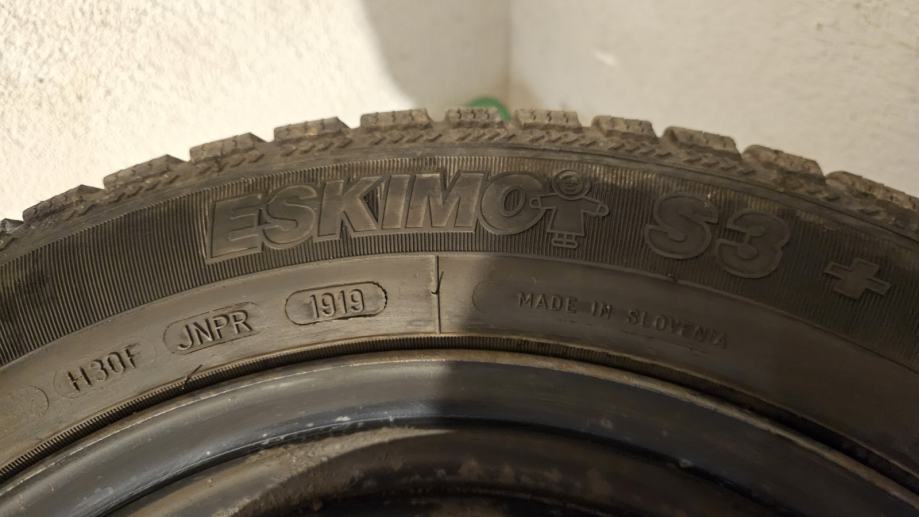 ESKIMO S3 +
H30F JNPR 1919 MADE IN SLOVENIA